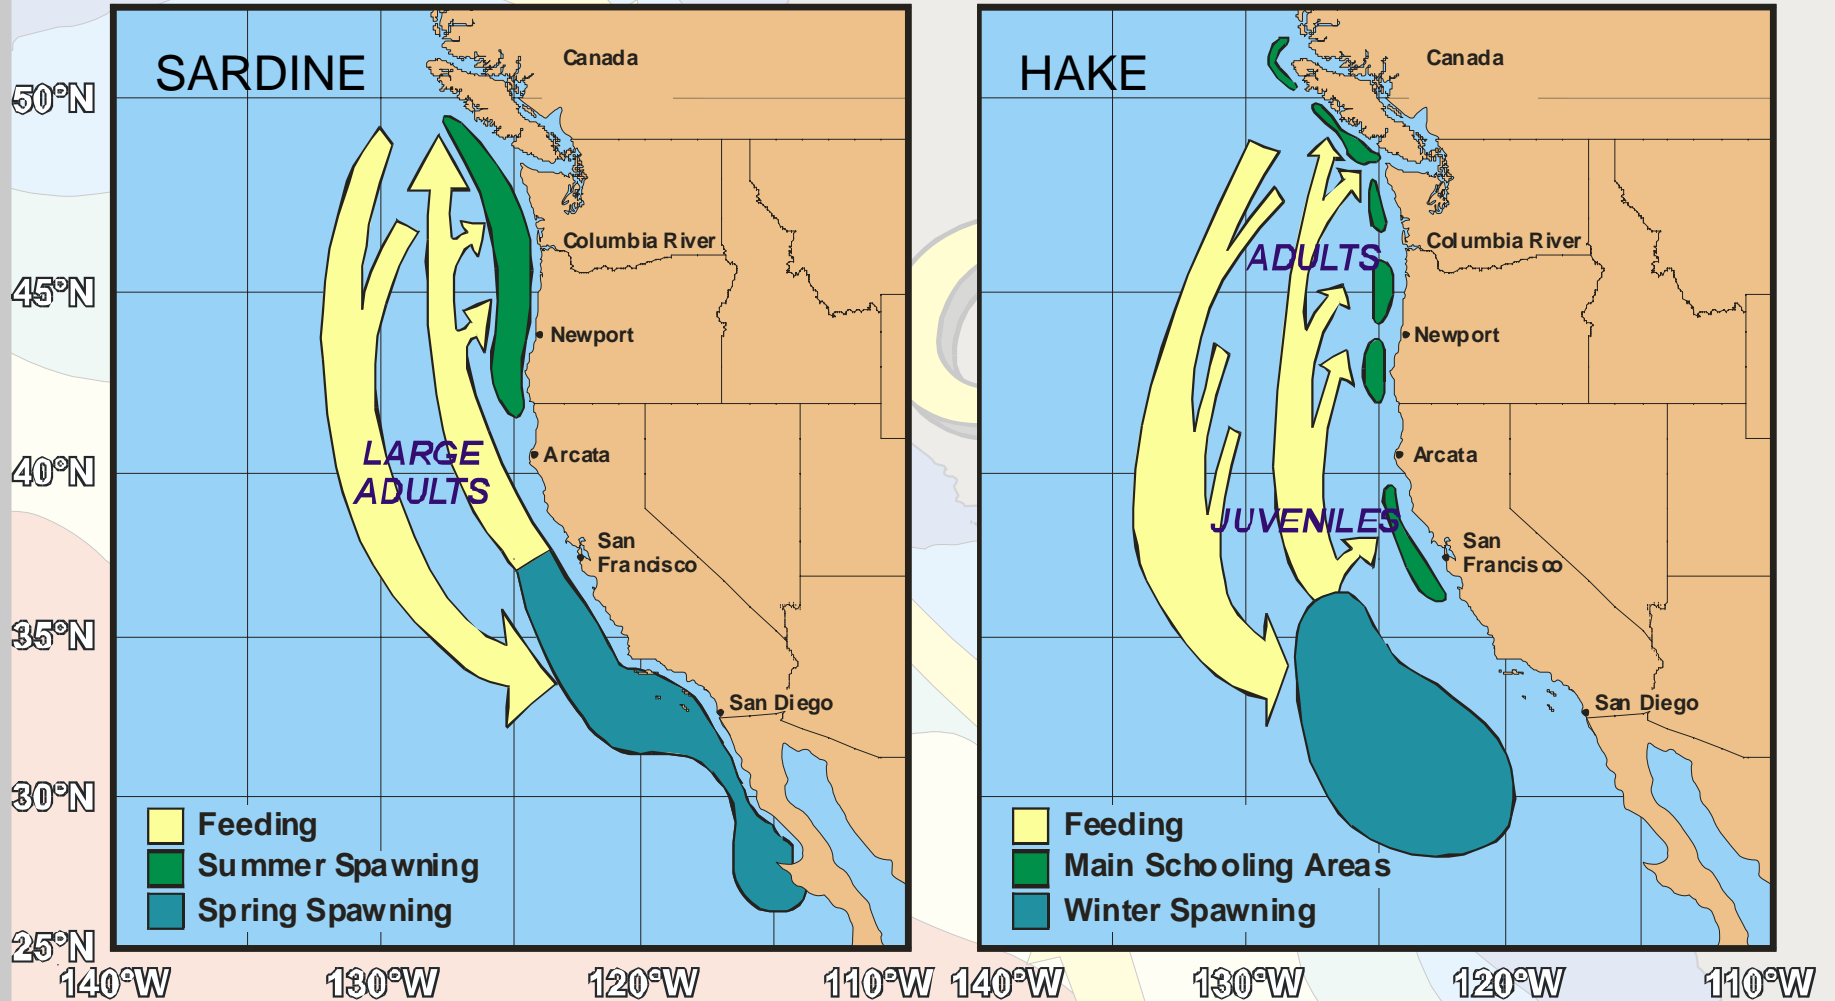 SARDINE
Canada
Columbia River
Newport
LARGE
ADULTS
Arcata
San
Francisco
San Diego
Feeding
Summer Spawning
Spring Spawning
HAKE
Canada
ADULTS
Columbia River
Newport
Arcata
JUVENILES
San
Francisco
San Diego
Feeding
Main Schooling Areas
Winter Spawning
50°N
45°N
40°N
35°N
30°N
25°N
140°W 130°W 120°W 110°W 140°W 130°W 120°W 110°W